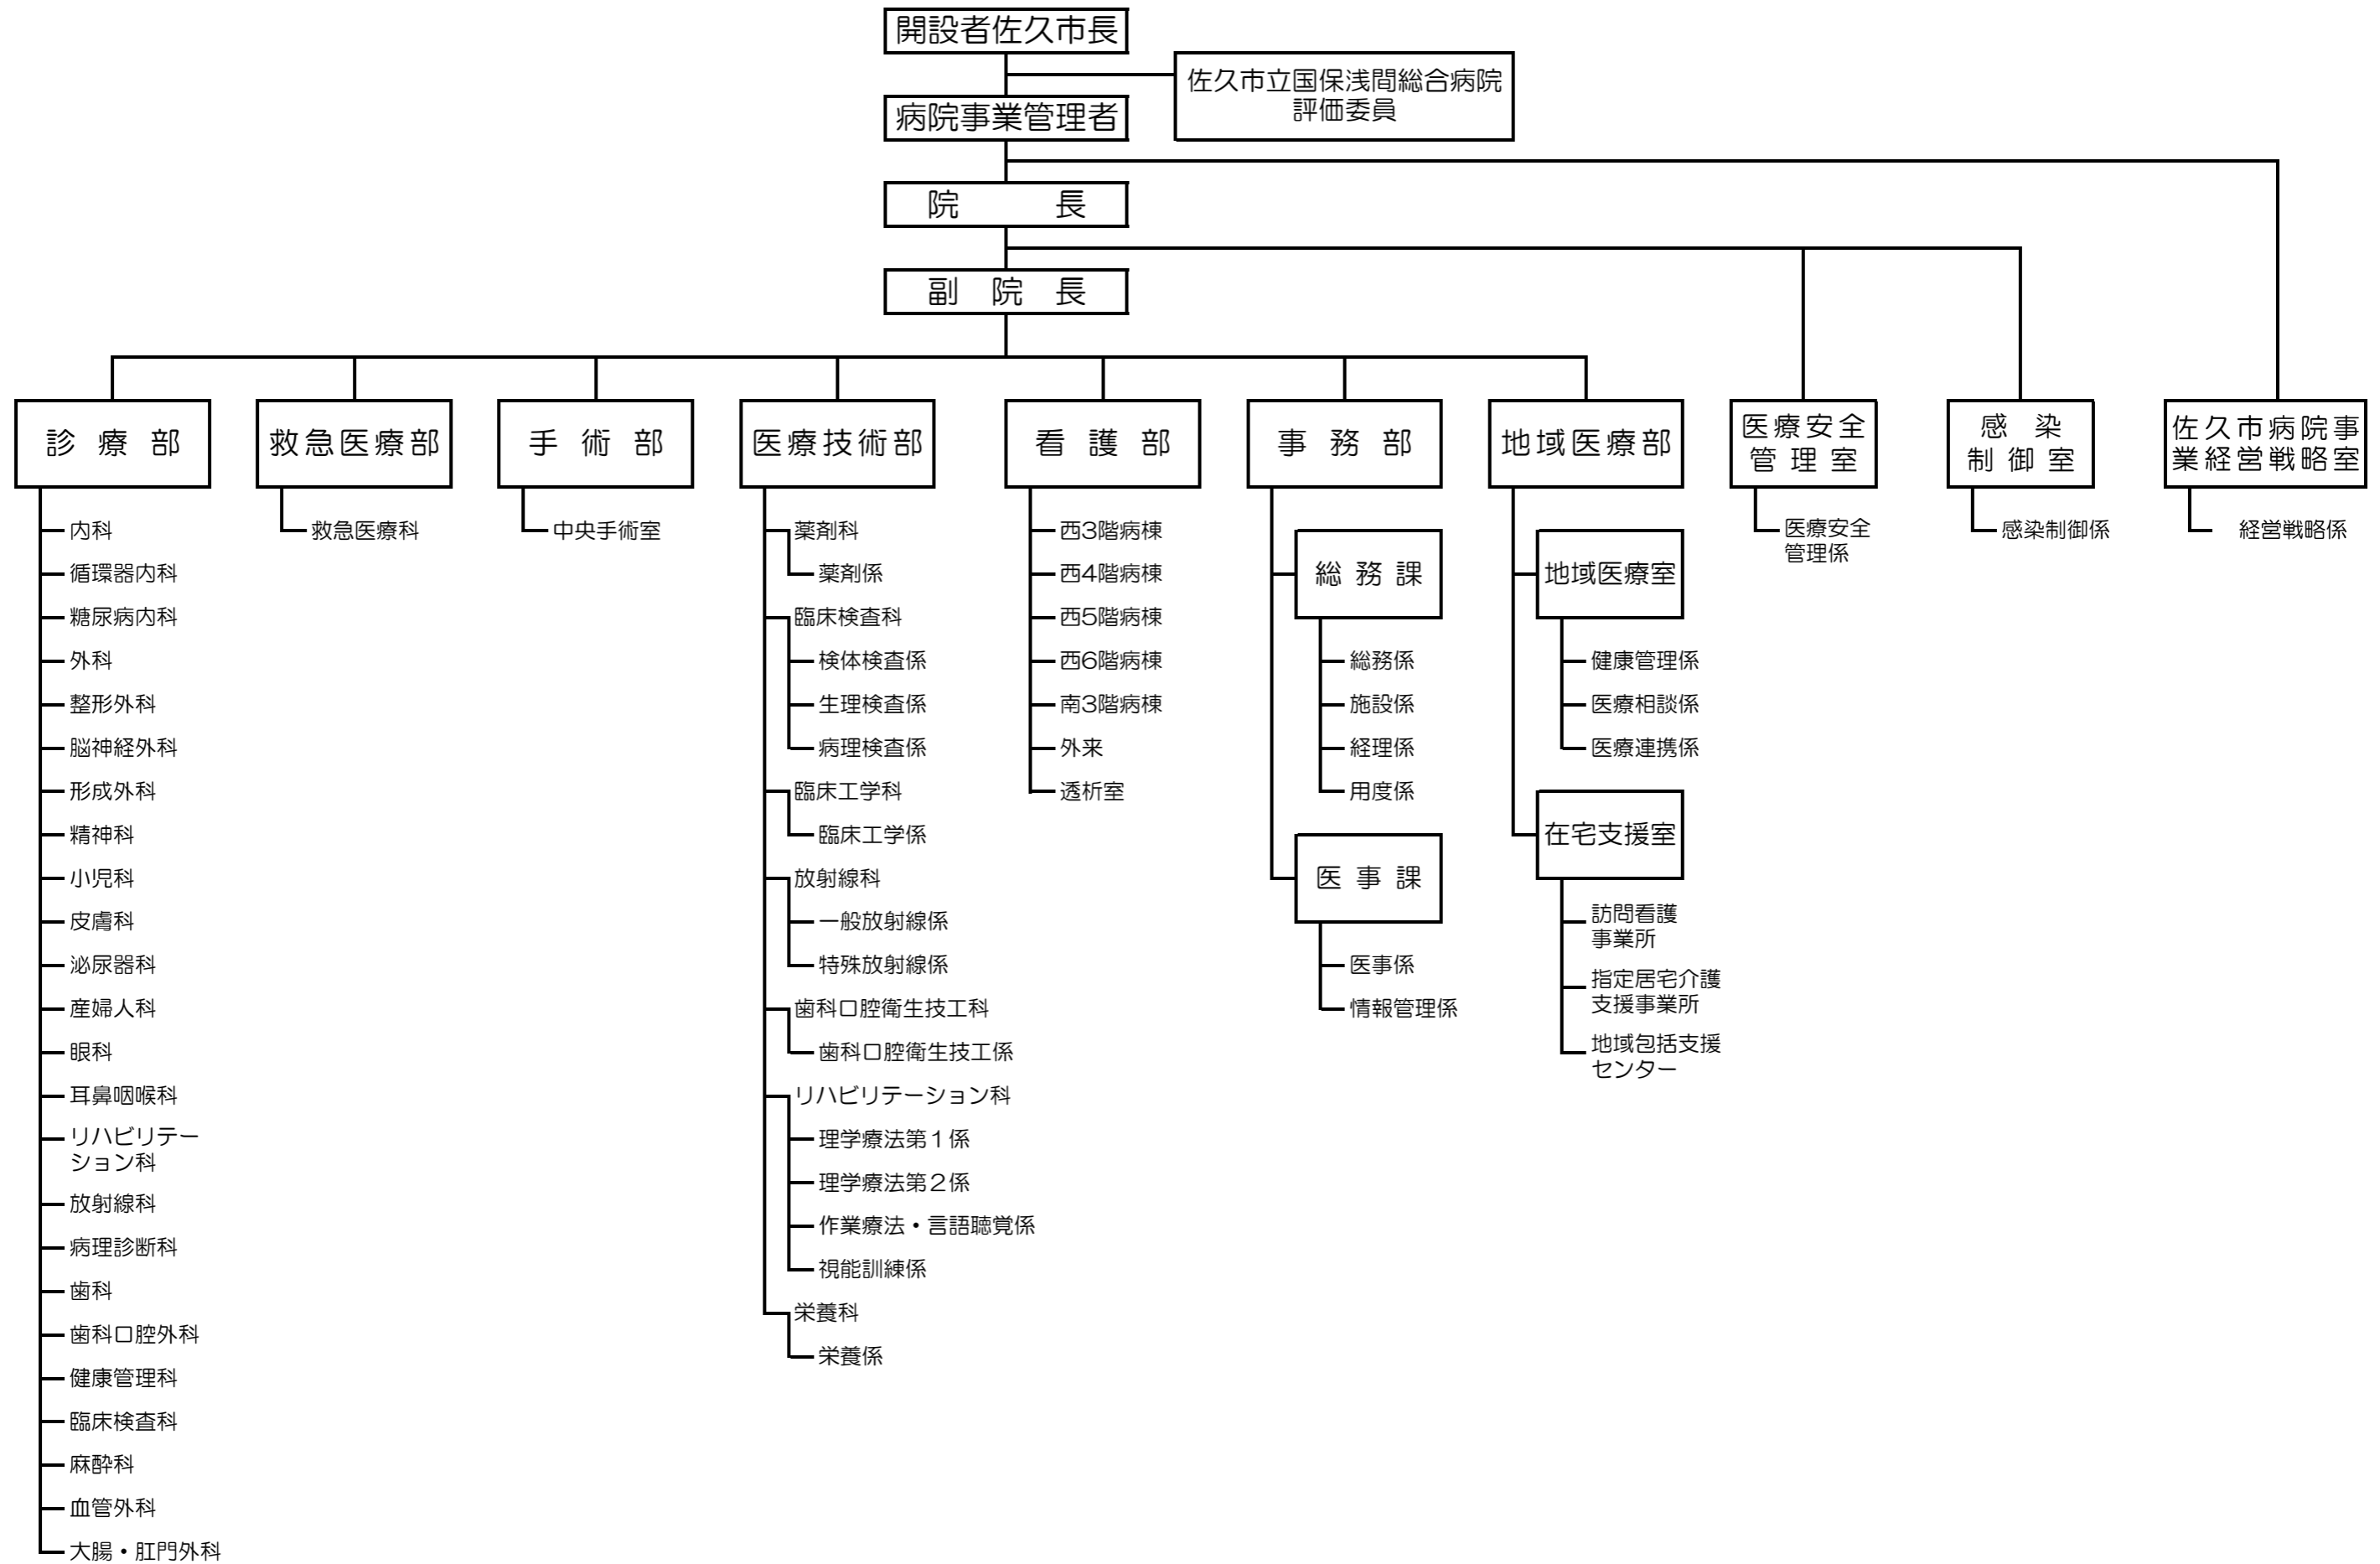 開設者佐久市長
佐久市立国保浅間総合病院
評価委員
病院事業管理者
院　　　長
副　院　長
診療部
内科
循環器内科
糖尿病内科
外科
整形外科
脳神経外科
形成外科
精神科
小児科
皮膚科
泌尿器科
産婦人科
眼科
耳鼻咽喉科
リハビリテー
ション科
放射線科
病理診断科
歯科
歯科口腔外科
健康管理科
臨床検査科
麻酔科
血管外科
大腸・肛門外科
救急医療部
救急医療科
手術部
中央手術室
医療技術部
薬剤科
薬剤係
臨床検査科
検体検査係
生理検査係
病理検査係
臨床工学科
臨床工学係
放射線科
一般放射線係
特殊放射線係
歯科口腔衛生技工科
歯科口腔衛生技工係
リハビリテーション科
理学療法第１係
理学療法第２係
作業療法・言語聴覚係
視能訓練係
栄養科
栄養係
看護部
西3階病棟
西4階病棟
西5階病棟
西6階病棟
南3階病棟
外来
透析室
事務部
総務課
総務係
施設係
経理係
用度係
医事課
医事係
情報管理係
地域医療部
地域医療室
健康管理係
医療相談係
医療連携係
在宅支援室
訪問看護
事業所
指定居宅介護
支援事業所
地域包括支援
センター
医療安全
管理室
医療安全
管理係
感染
制御室
感染制御係
佐久市病院事
業経営戦略室
経営戦略係